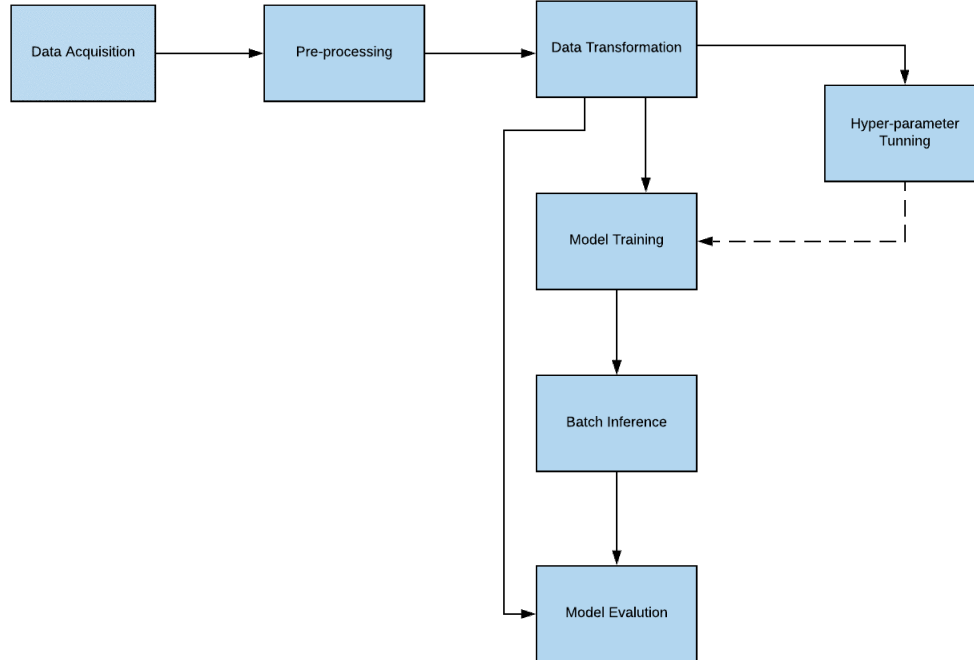 Data Acquisition
Pre-processing
Data Transformation
Hyper-parameter
Tunning
Model Training
Batch Inference
Model Evalution